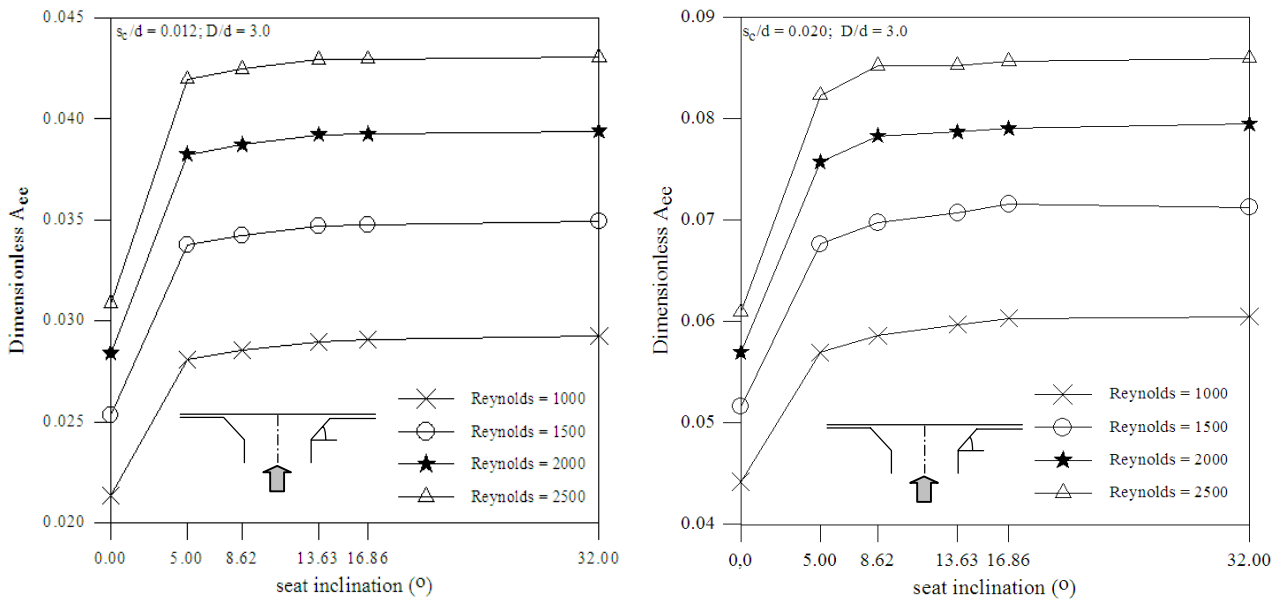 s_c/d = 0.012; D/d = 3.0
0.045
0.040
0.035
0.030
0.025
0.020
Dimensionless A_ee
Reynolds = 1000
Reynolds = 1500
Reynolds = 2000
Reynolds = 2500
0.00 5.00 8.62 13.63 16.86 32.00
seat inclination (º)
s_c/d = 0.020; D/d = 3.0
0.09
0.08
0.07
0.06
0.05
0.04
Dimensionless A_ee
Reynolds = 1000
Reynolds = 1500
Reynolds = 2000
Reynolds = 2500
0,0 5.00 8.62 13.63 16.86 32.00
seat inclination (º)